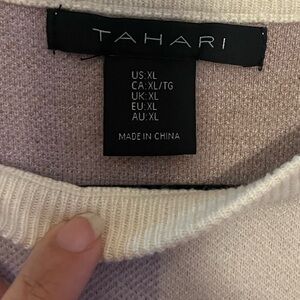 TAHARI
US:XL
CA:XL/TG
UK:XL
EU:XL
AU:XL
MADE IN CHINA